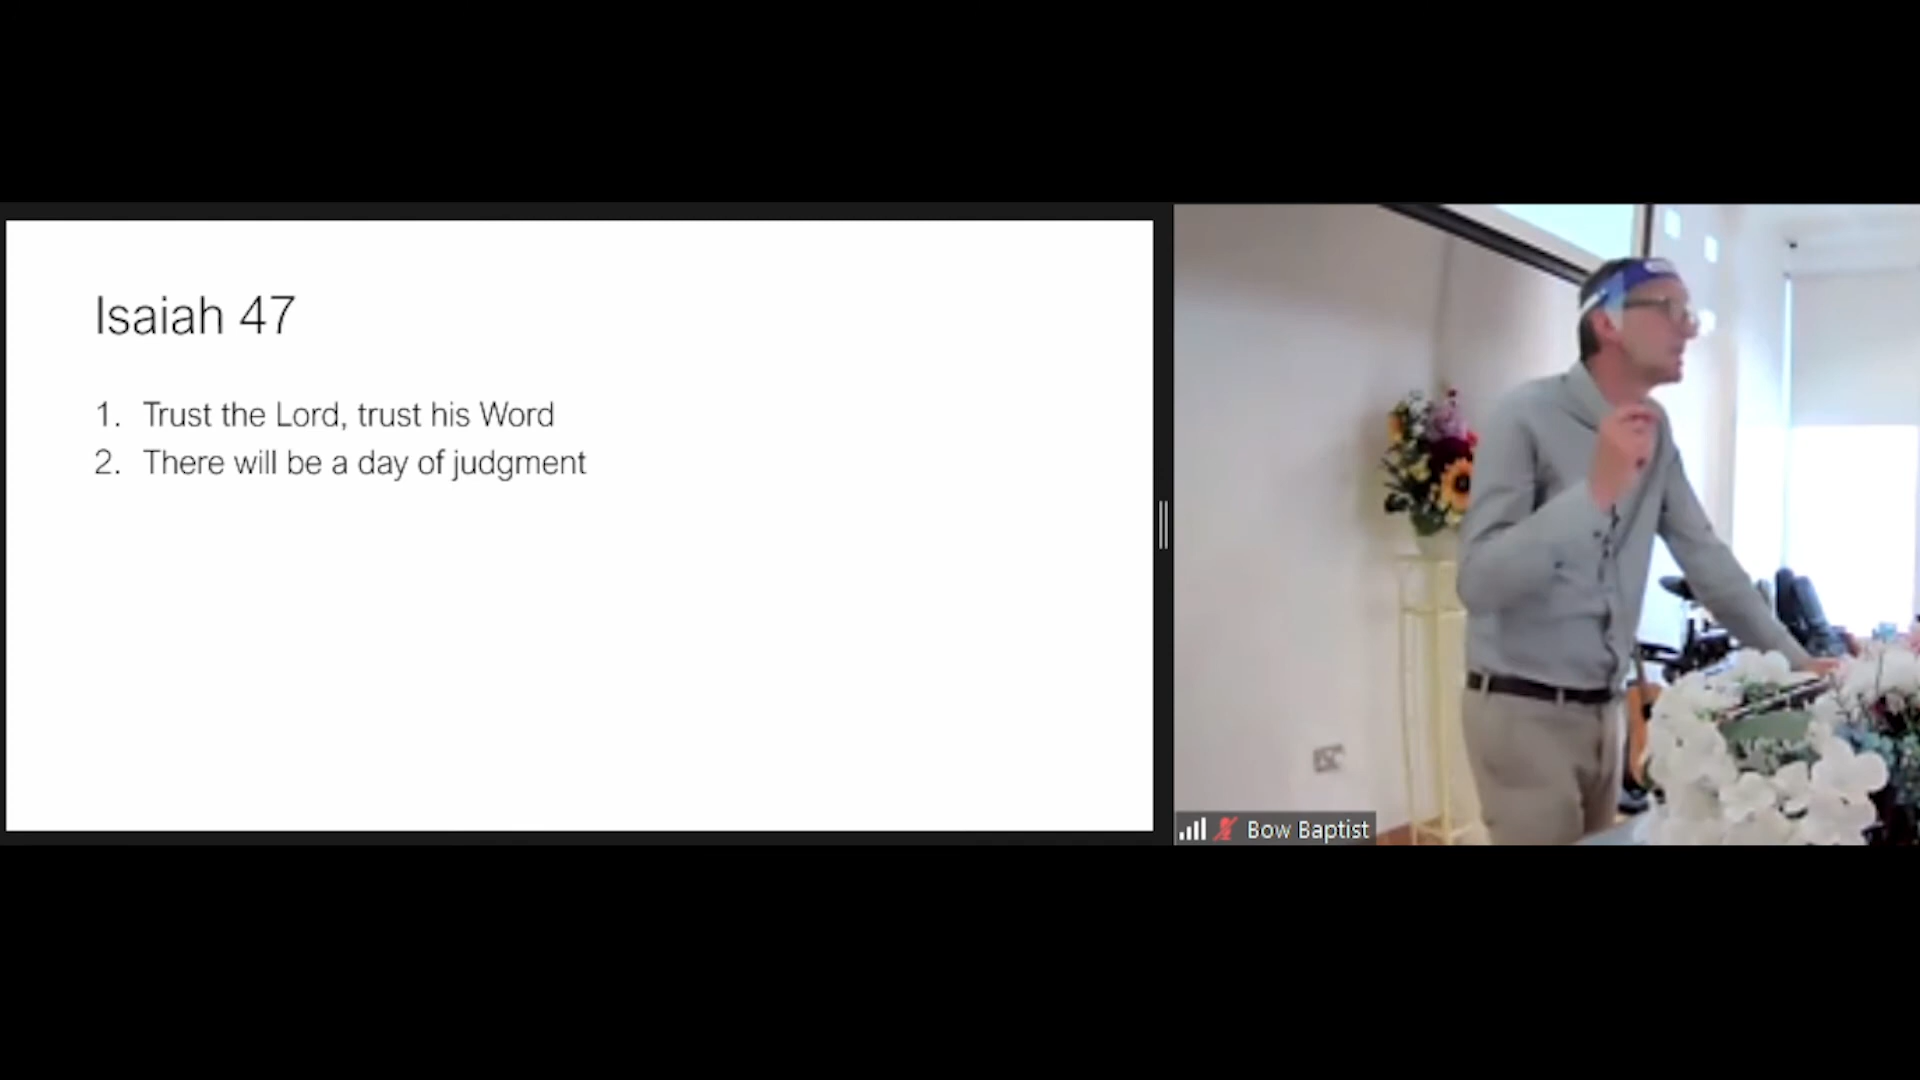 Isaiah 47
1. Trust the Lord, trust his Word
2. There will be a day of judgment
Bow Baptist